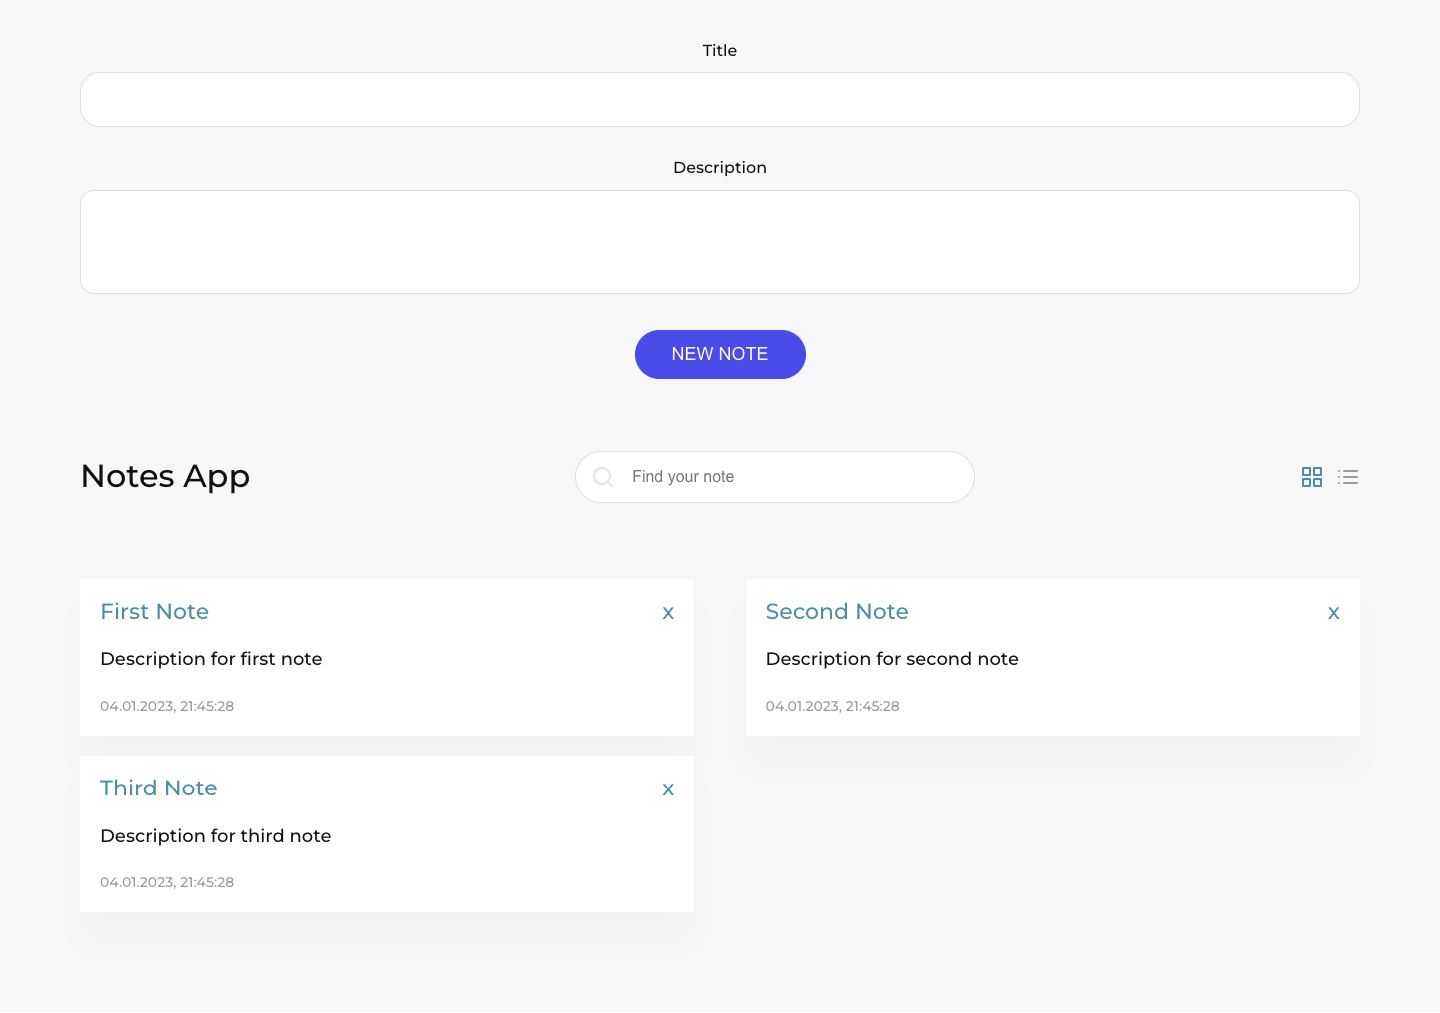 Title
Description
NEW NOTE
Notes App
Find your note
First Note x
Description for first note
04.01.2023, 21:45:28
Second Note x
Description for second note
04.01.2023, 21:45:28
Third Note x
Description for third note
04.01.2023, 21:45:28